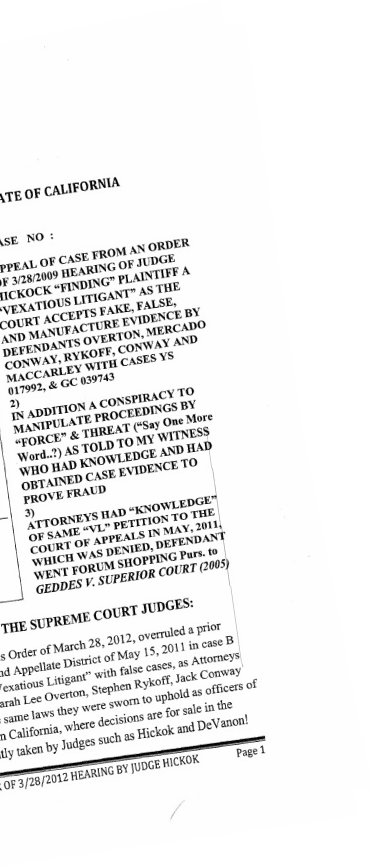 ATE OF CALIFORNIA
ASE NO :
PPEAL OF CASE FROM AN ORDER
OF 3/28/2009 HEARING OF JUDGE
HICKOCK “FINDING” PLAINTIFF A
“VEXATIOUS LITIGANT” AS THE
COURT ACCEPTS FAKE, FALSE,
AND MANUFACTURE EVIDENCE BY
DEFENDANTS OVERTON, MERCADO
CONWAY, RYKOFF, CONWAY AND
MACCARLEY WITH CASES YS
017992, & GC 039743
2)
IN ADDITION A CONSPIRACY TO
MANIPULATE PROCEEDINGS BY
“FORCE” & THREAT (“Say One More
Word..?) AS TOLD TO MY WITNESS
WHO HAD KNOWLEDGE AND HAD
OBTAINED CASE EVIDENCE TO
PROVE FRAUD
3)
ATTORNEYS HAD “KNOWLEDGE”
OF SAME “VL” PETITION TO THE
COURT OF APPEALS IN MAY, 2011,
WHICH WAS DENIED, DEFENDANT
WENT FORUM SHOPPING Purs. to
GEDDES V. SUPERIOR COURT (2005)
THE SUPREME COURT JUDGES:
s Order of March 28, 2012, overruled a prior
nd Appellate District of May 15, 2011 in case B
Vexatious Litigant” with false cases, as Attorneys
arah Lee Overton, Stephen Rykoff, Jack Conway
same laws they were sworn to uphold as officers of
n California, where decisions are for sale in the
tly taken by Judges such as Hickok and DeVanon!
OF 3/28/2012 HEARING BY JUDGE HICKOK Page 1